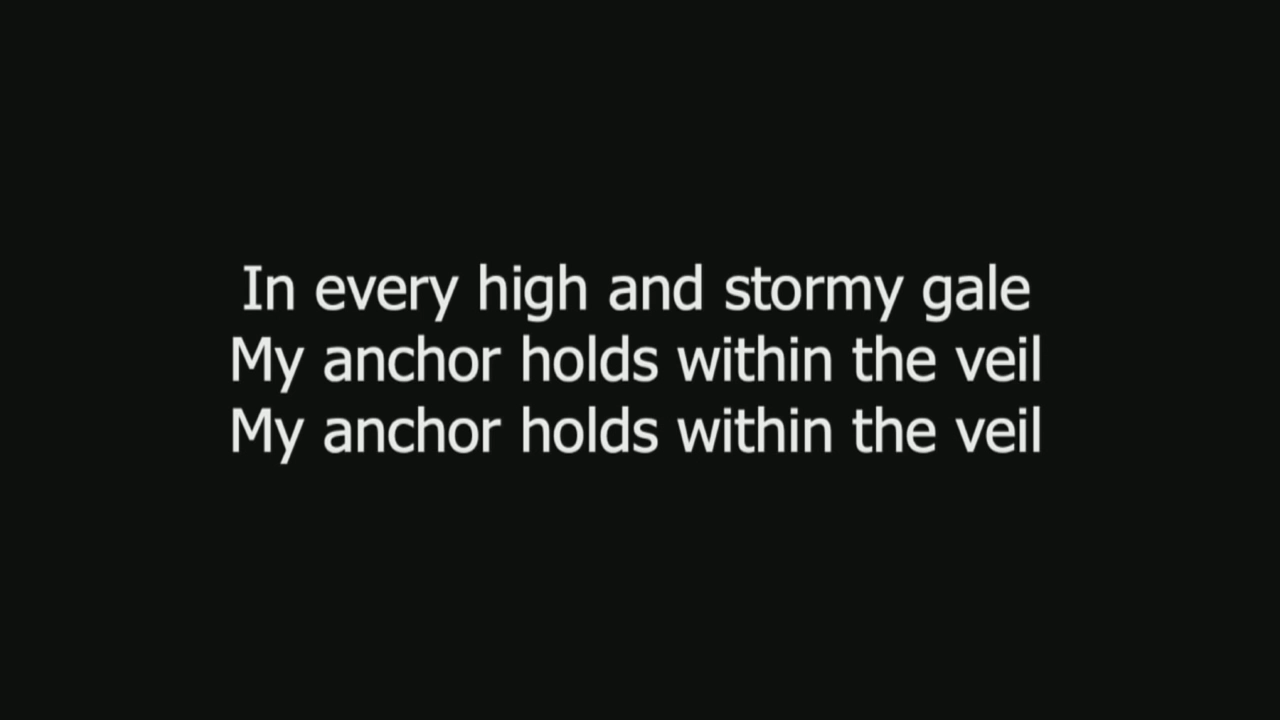 In every high and stormy gale
My anchor holds within the veil
My anchor holds within the veil